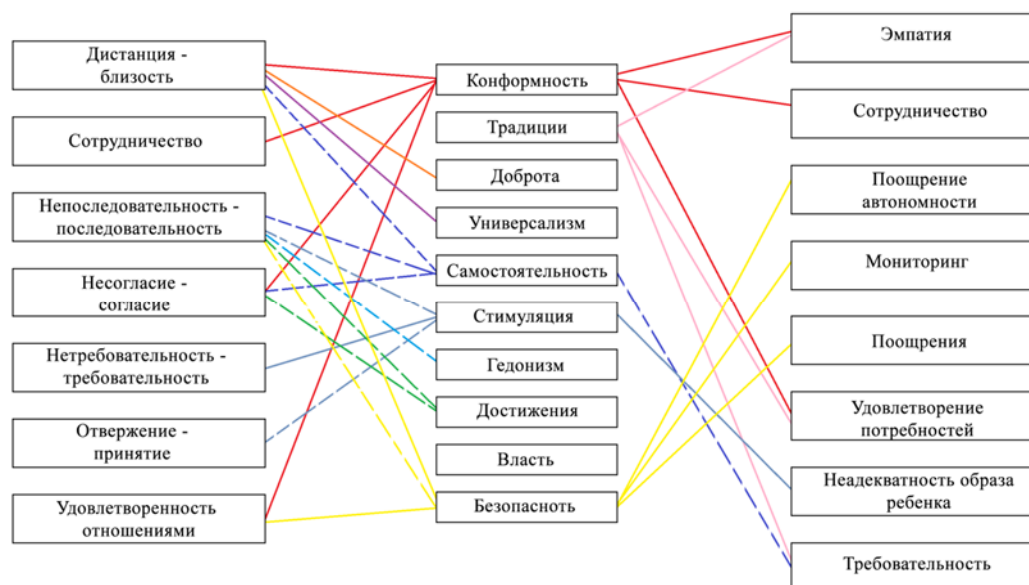 Дистанция -
близость
Сотрудничество
Непоследовательность -
последовательность
Несогласие -
согласие
Нетребовательность -
требовательность
Отвержение -
принятие
Удовлетворенность
отношениями
Конформность
Традиции
Доброта
Универсализм
Самостоятельность
Стимуляция
Гедонизм
Достижения
Власть
Безопасноть
Эмпатия
Сотрудничество
Поощрение
автономности
Мониторинг
Поощрения
Удовлетворение
потребностей
Неадекватность образа
ребенка
Требовательность